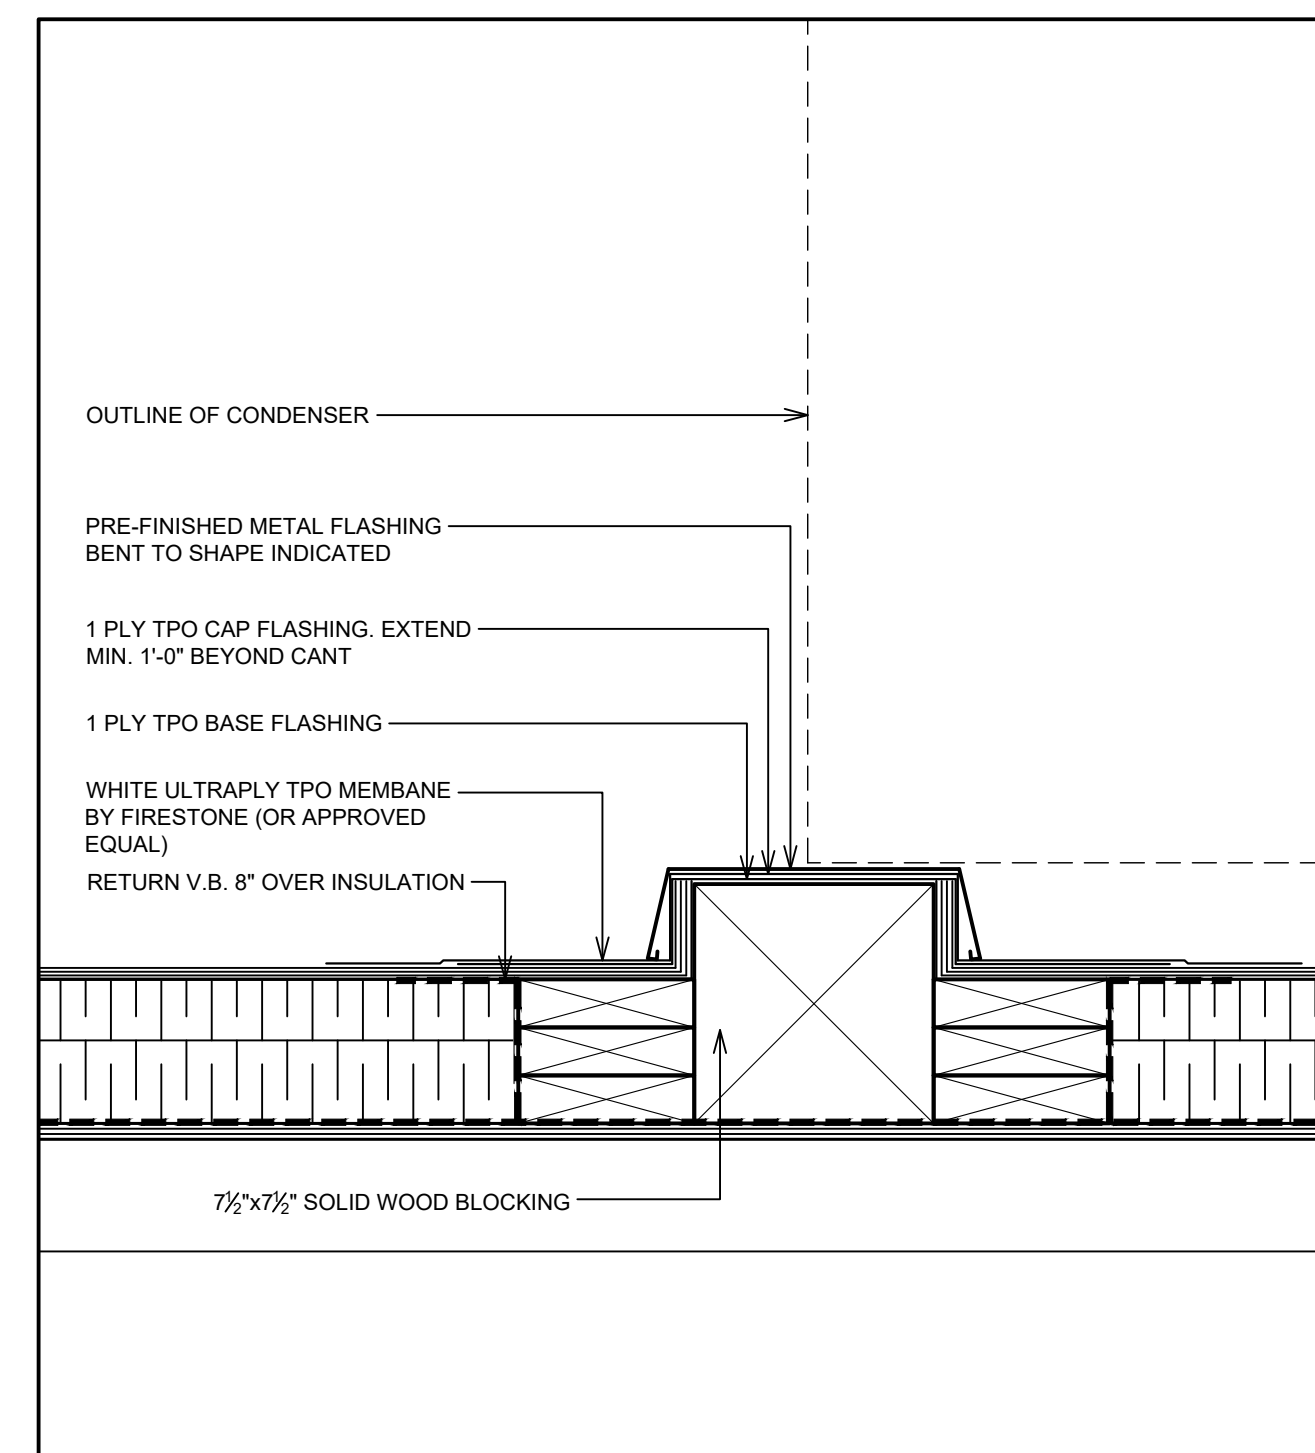 OUTLINE OF CONDENSER
PRE-FINISHED METAL FLASHING
BENT TO SHAPE INDICATED
1 PLY TPO CAP FLASHING. EXTEND
MIN. 1'-0" BEYOND CANT
1 PLY TPO BASE FLASHING
WHITE ULTRAPLY TPO MEMBANE
BY FIRESTONE (OR APPROVED
EQUAL)
RETURN V.B. 8" OVER INSULATION
7½"x7½" SOLID WOOD BLOCKING